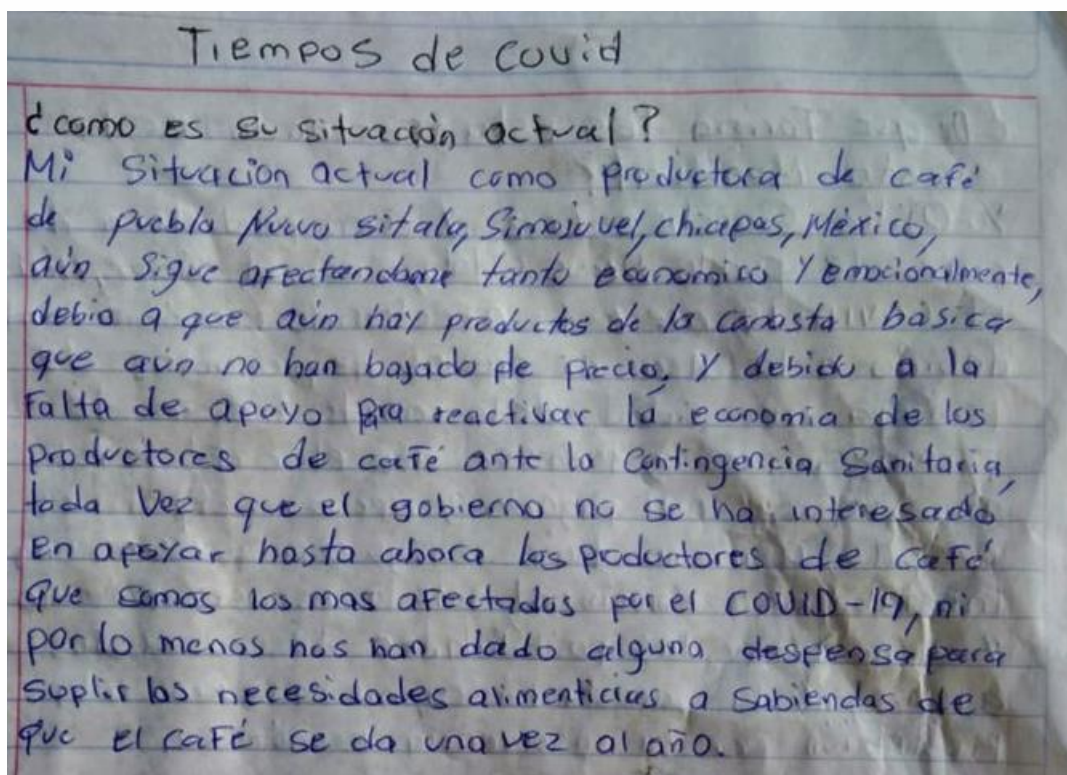 Tiempos de Covid
¿como es su situación actual?
Mi Situacion actual como productora de café
de pueblo Nuevo sitala, Simojovel, chiapas, México,
aún sigue afectandome tanto economico y emocionalmente,
debio a que aún hay productos de la canasta básica
que aún no han bajado de precio, y debido a la
Falta de apoyo para reactivar la economia de los
productores de café ante la Contingencia Sanitaria,
toda vez que el gobierno no se ha interesado
En apoyar hasta ahora los poductores de Café
que somos los mas afectados por el COVID-19, ni
por lo menos nos han dado alguna despensa para
suplir las necesidades alimenticias a sabiendas de
que el café se da una vez al año.